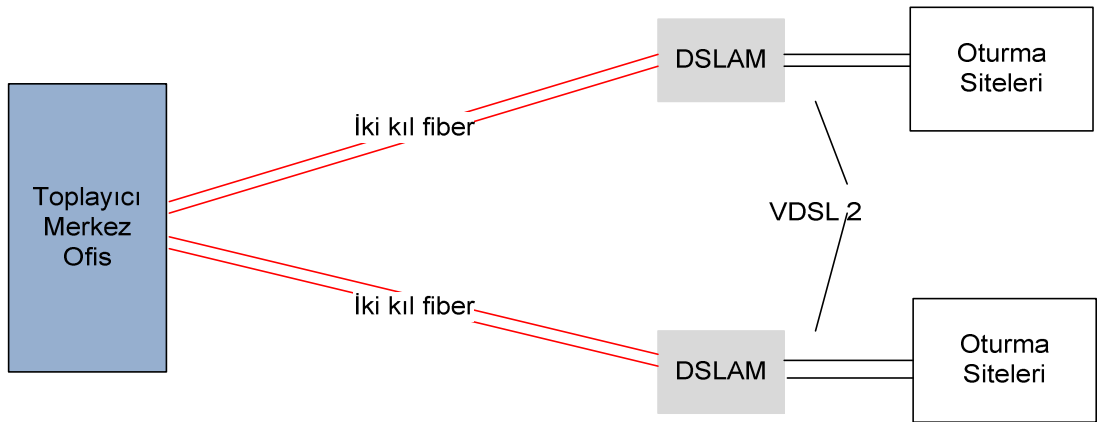 DSLAM
Oturma
Siteleri
İki kıl fiber
Toplayıcı
Merkez
Ofis
VDSL 2
İki kıl fiber
DSLAM
Oturma
Siteleri